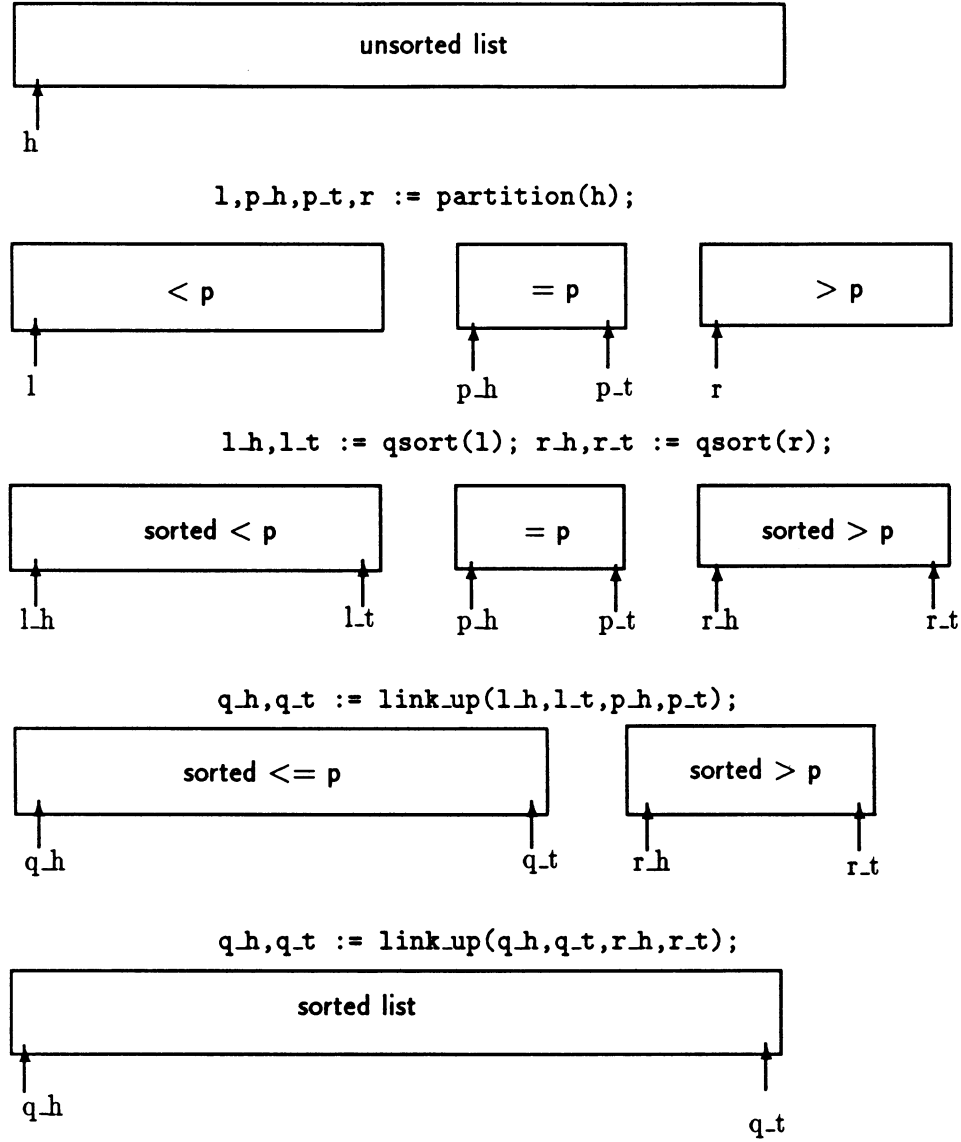 unsorted list
h
l,p_h,p_t,r := partition(h);
< p = p > p
l p_h p_t r
l_h,l_t := qsort(l); r_h,r_t := qsort(r);
sorted < p = p sorted > p
l_h l_t p_h p_t r_h r_t
q_h,q_t := link_up(l_h,l_t,p_h,p_t);
sorted <= p sorted > p
q_h q_t r_h r_t
q_h,q_t := link_up(q_h,q_t,r_h,r_t);
sorted list
q_h q_t